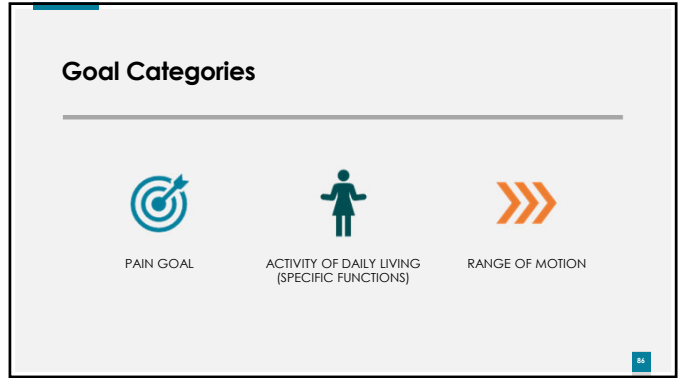 Goal Categories
PAIN GOAL
ACTIVITY OF DAILY LIVING
(SPECIFIC FUNCTIONS)
RANGE OF MOTION
86